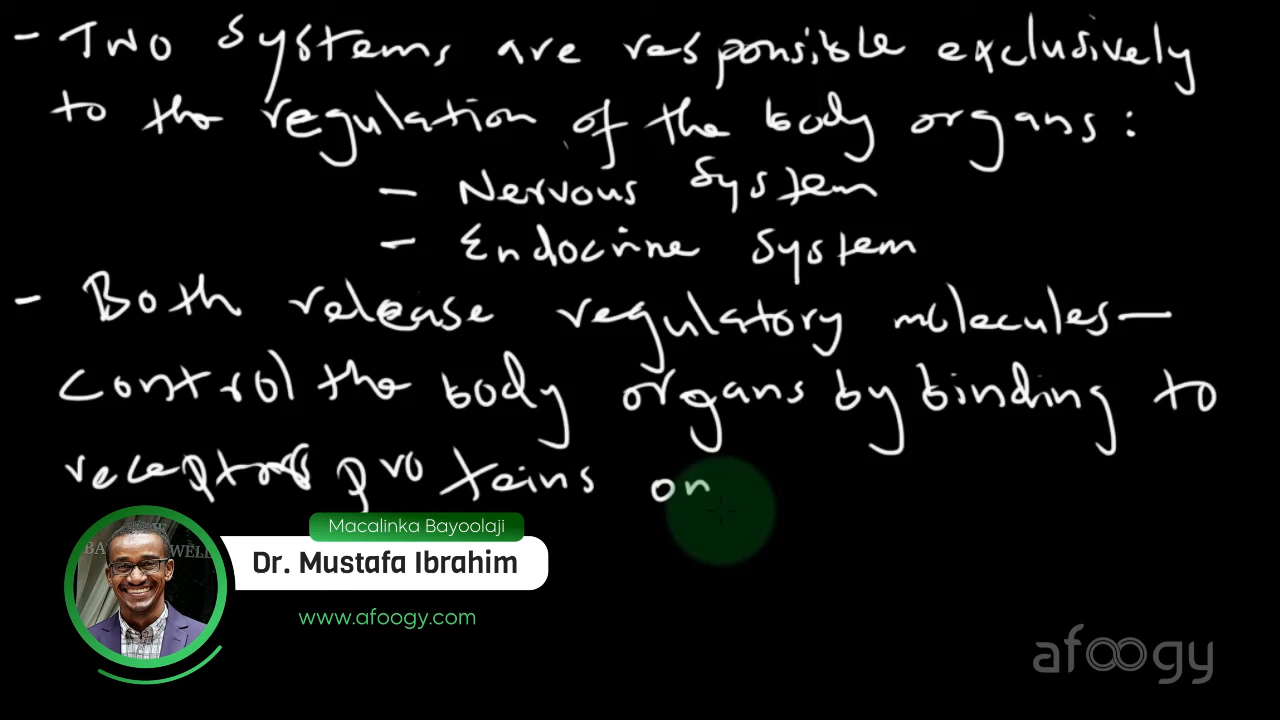 - Two systems are responsible exclusively
to the regulation of the body organs:
- Nervous System
- Endocrine System
- Both release regulatory molecules—
control the body organs by binding to
receptors proteins on
Macalinka Bayoolaji
Dr. Mustafa Ibrahim
www.afoogy.com
afoogy